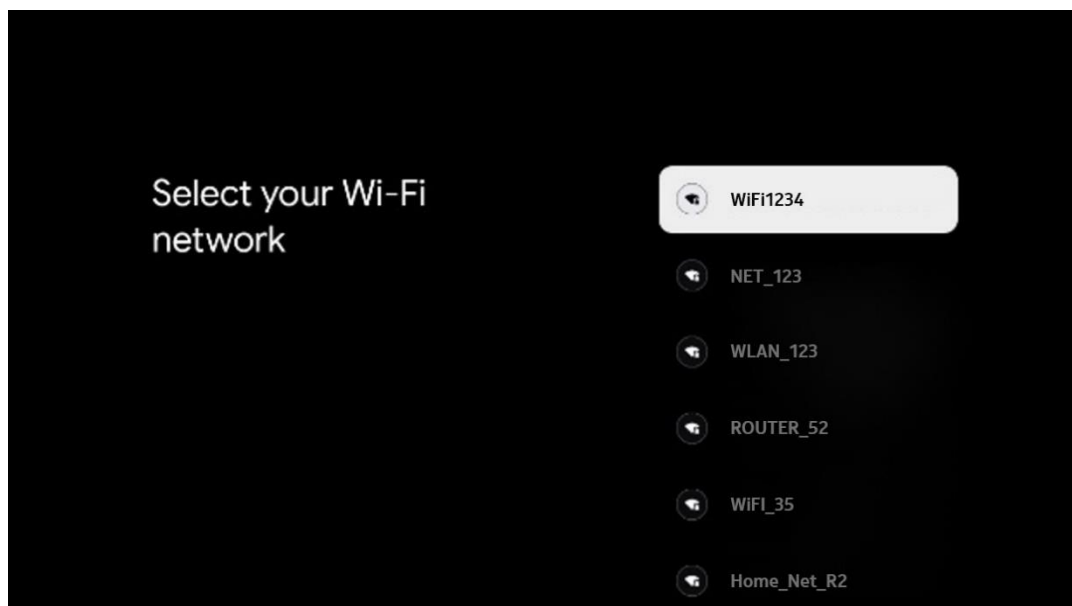 Select your Wi-Fi
network
WiFi1234
NET_123
WLAN_123
ROUTER_52
WiFI_35
Home_Net_R2